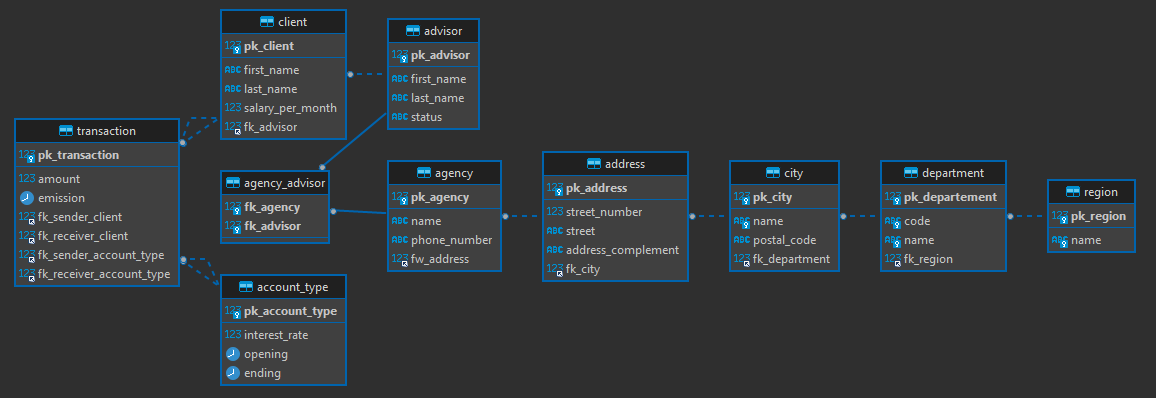 client
123 pk_client
ABC first_name
ABC last_name
123 salary_per_month
123 fk_advisor
advisor
123 pk_advisor
ABC first_name
ABC last_name
ABC status
transaction
123 pk_transaction
123 amount
emission
123 fk_sender_client
123 fk_receiver_client
123 fk_sender_account_type
123 fk_receiver_account_type
agency_advisor
123 fk_agency
123 fk_advisor
account_type
123 pk_account_type
123 interest_rate
opening
ending
agency
123 pk_agency
ABC name
ABC phone_number
123 fw_address
address
123 pk_address
123 street_number
ABC street
ABC address_complement
123 fk_city
city
123 pk_city
ABC name
ABC postal_code
123 fk_department
department
123 pk_departement
ABC code
ABC name
123 fk_region
region
123 pk_region
ABC name